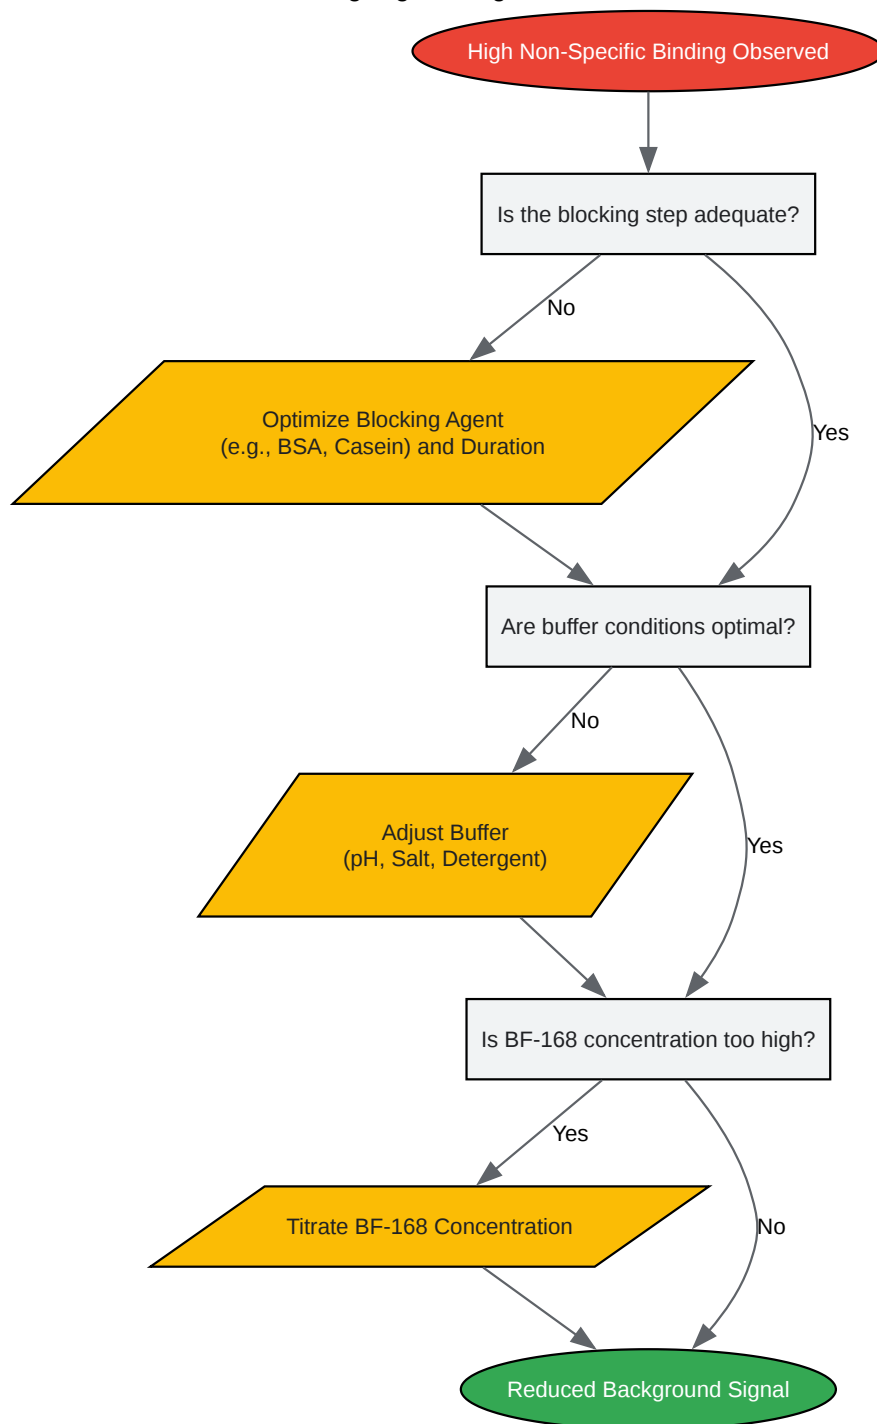 High Non-Specific Binding Observed
Is the blocking step adequate?
No
Optimize Blocking Agent
(e.g., BSA, Casein) and Duration
Yes
Are buffer conditions optimal?
No
Adjust Buffer
(pH, Salt, Detergent)
Yes
Is BF-168 concentration too high?
Yes
Titrate BF-168 Concentration
No
Reduced Background Signal